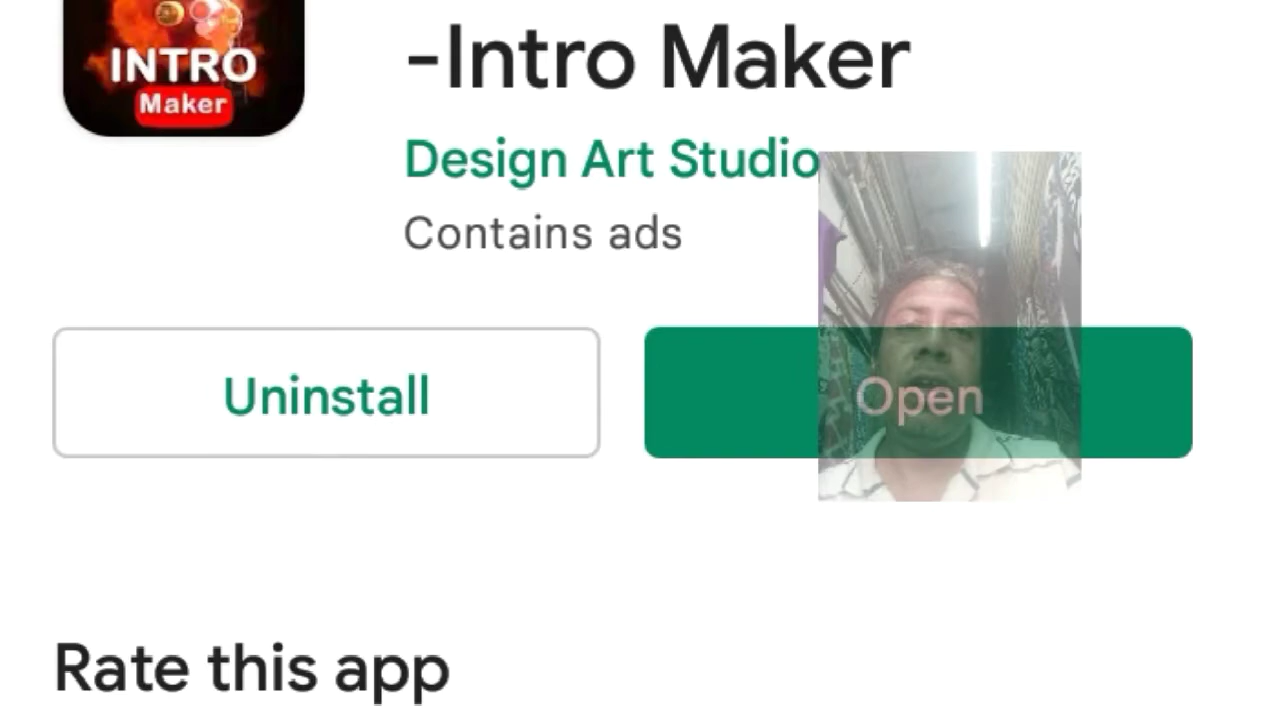 INTRO
Maker
-Intro Maker
Design Art Studio
Contains ads
Uninstall
Open
Rate this app